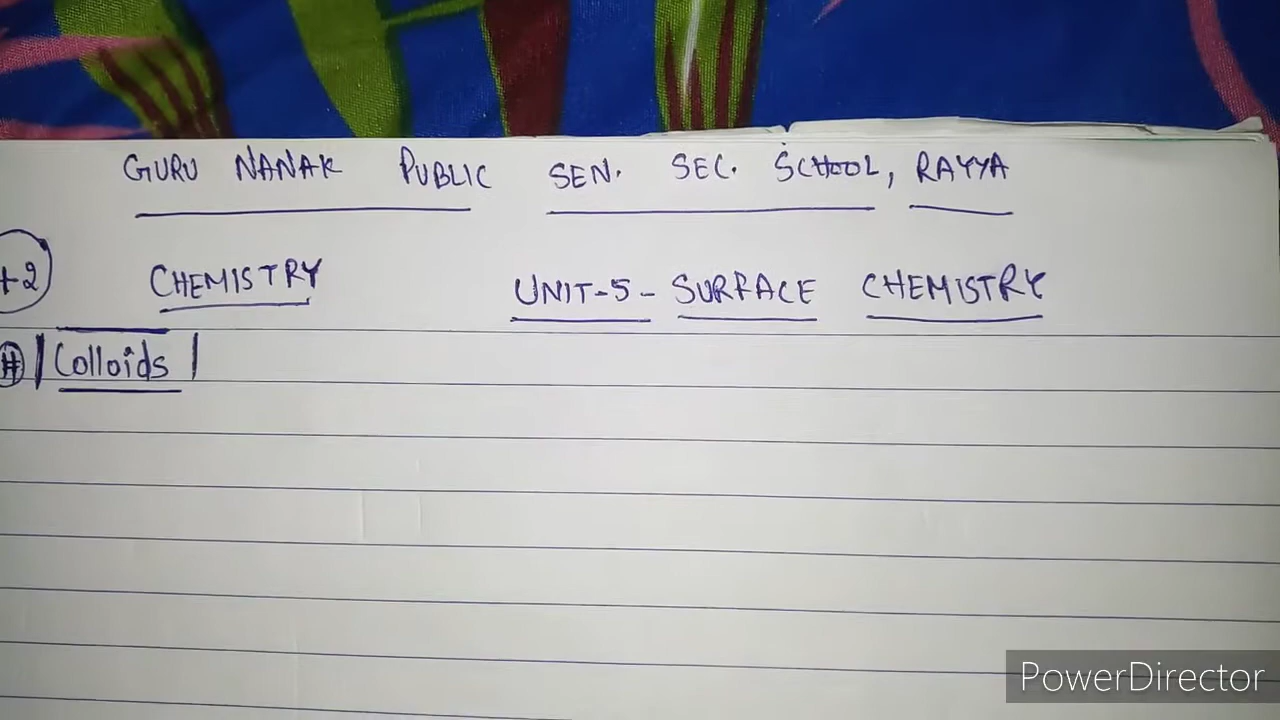 GURU NANAK PUBLIC SEN. SEC. SCHOOL, RAYYA
+2 CHEMISTRY UNIT-5- SURFACE CHEMISTRY
# Colloids
PowerDirector